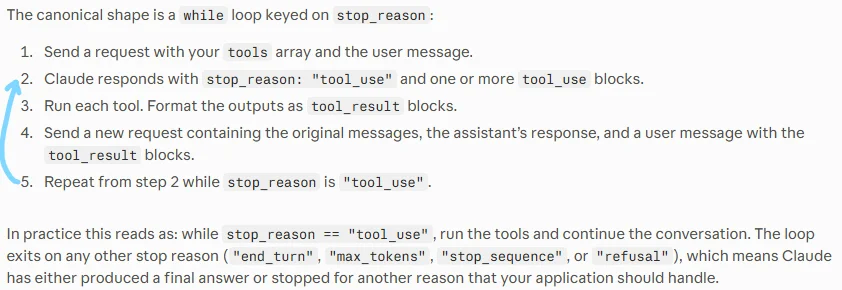 The canonical shape is a while loop keyed on stop_reason:
1. Send a request with your tools array and the user message.
2. Claude responds with stop_reason: "tool_use" and one or more tool_use blocks.
3. Run each tool. Format the outputs as tool_result blocks.
4. Send a new request containing the original messages, the assistant’s response, and a user message with the
tool_result blocks.
5. Repeat from step 2 while stop_reason is "tool_use".
In practice this reads as: while stop_reason == "tool_use", run the tools and continue the conversation. The loop
exits on any other stop reason ("end_turn", "max_tokens", "stop_sequence", or "refusal"), which means Claude
has either produced a final answer or stopped for another reason that your application should handle.